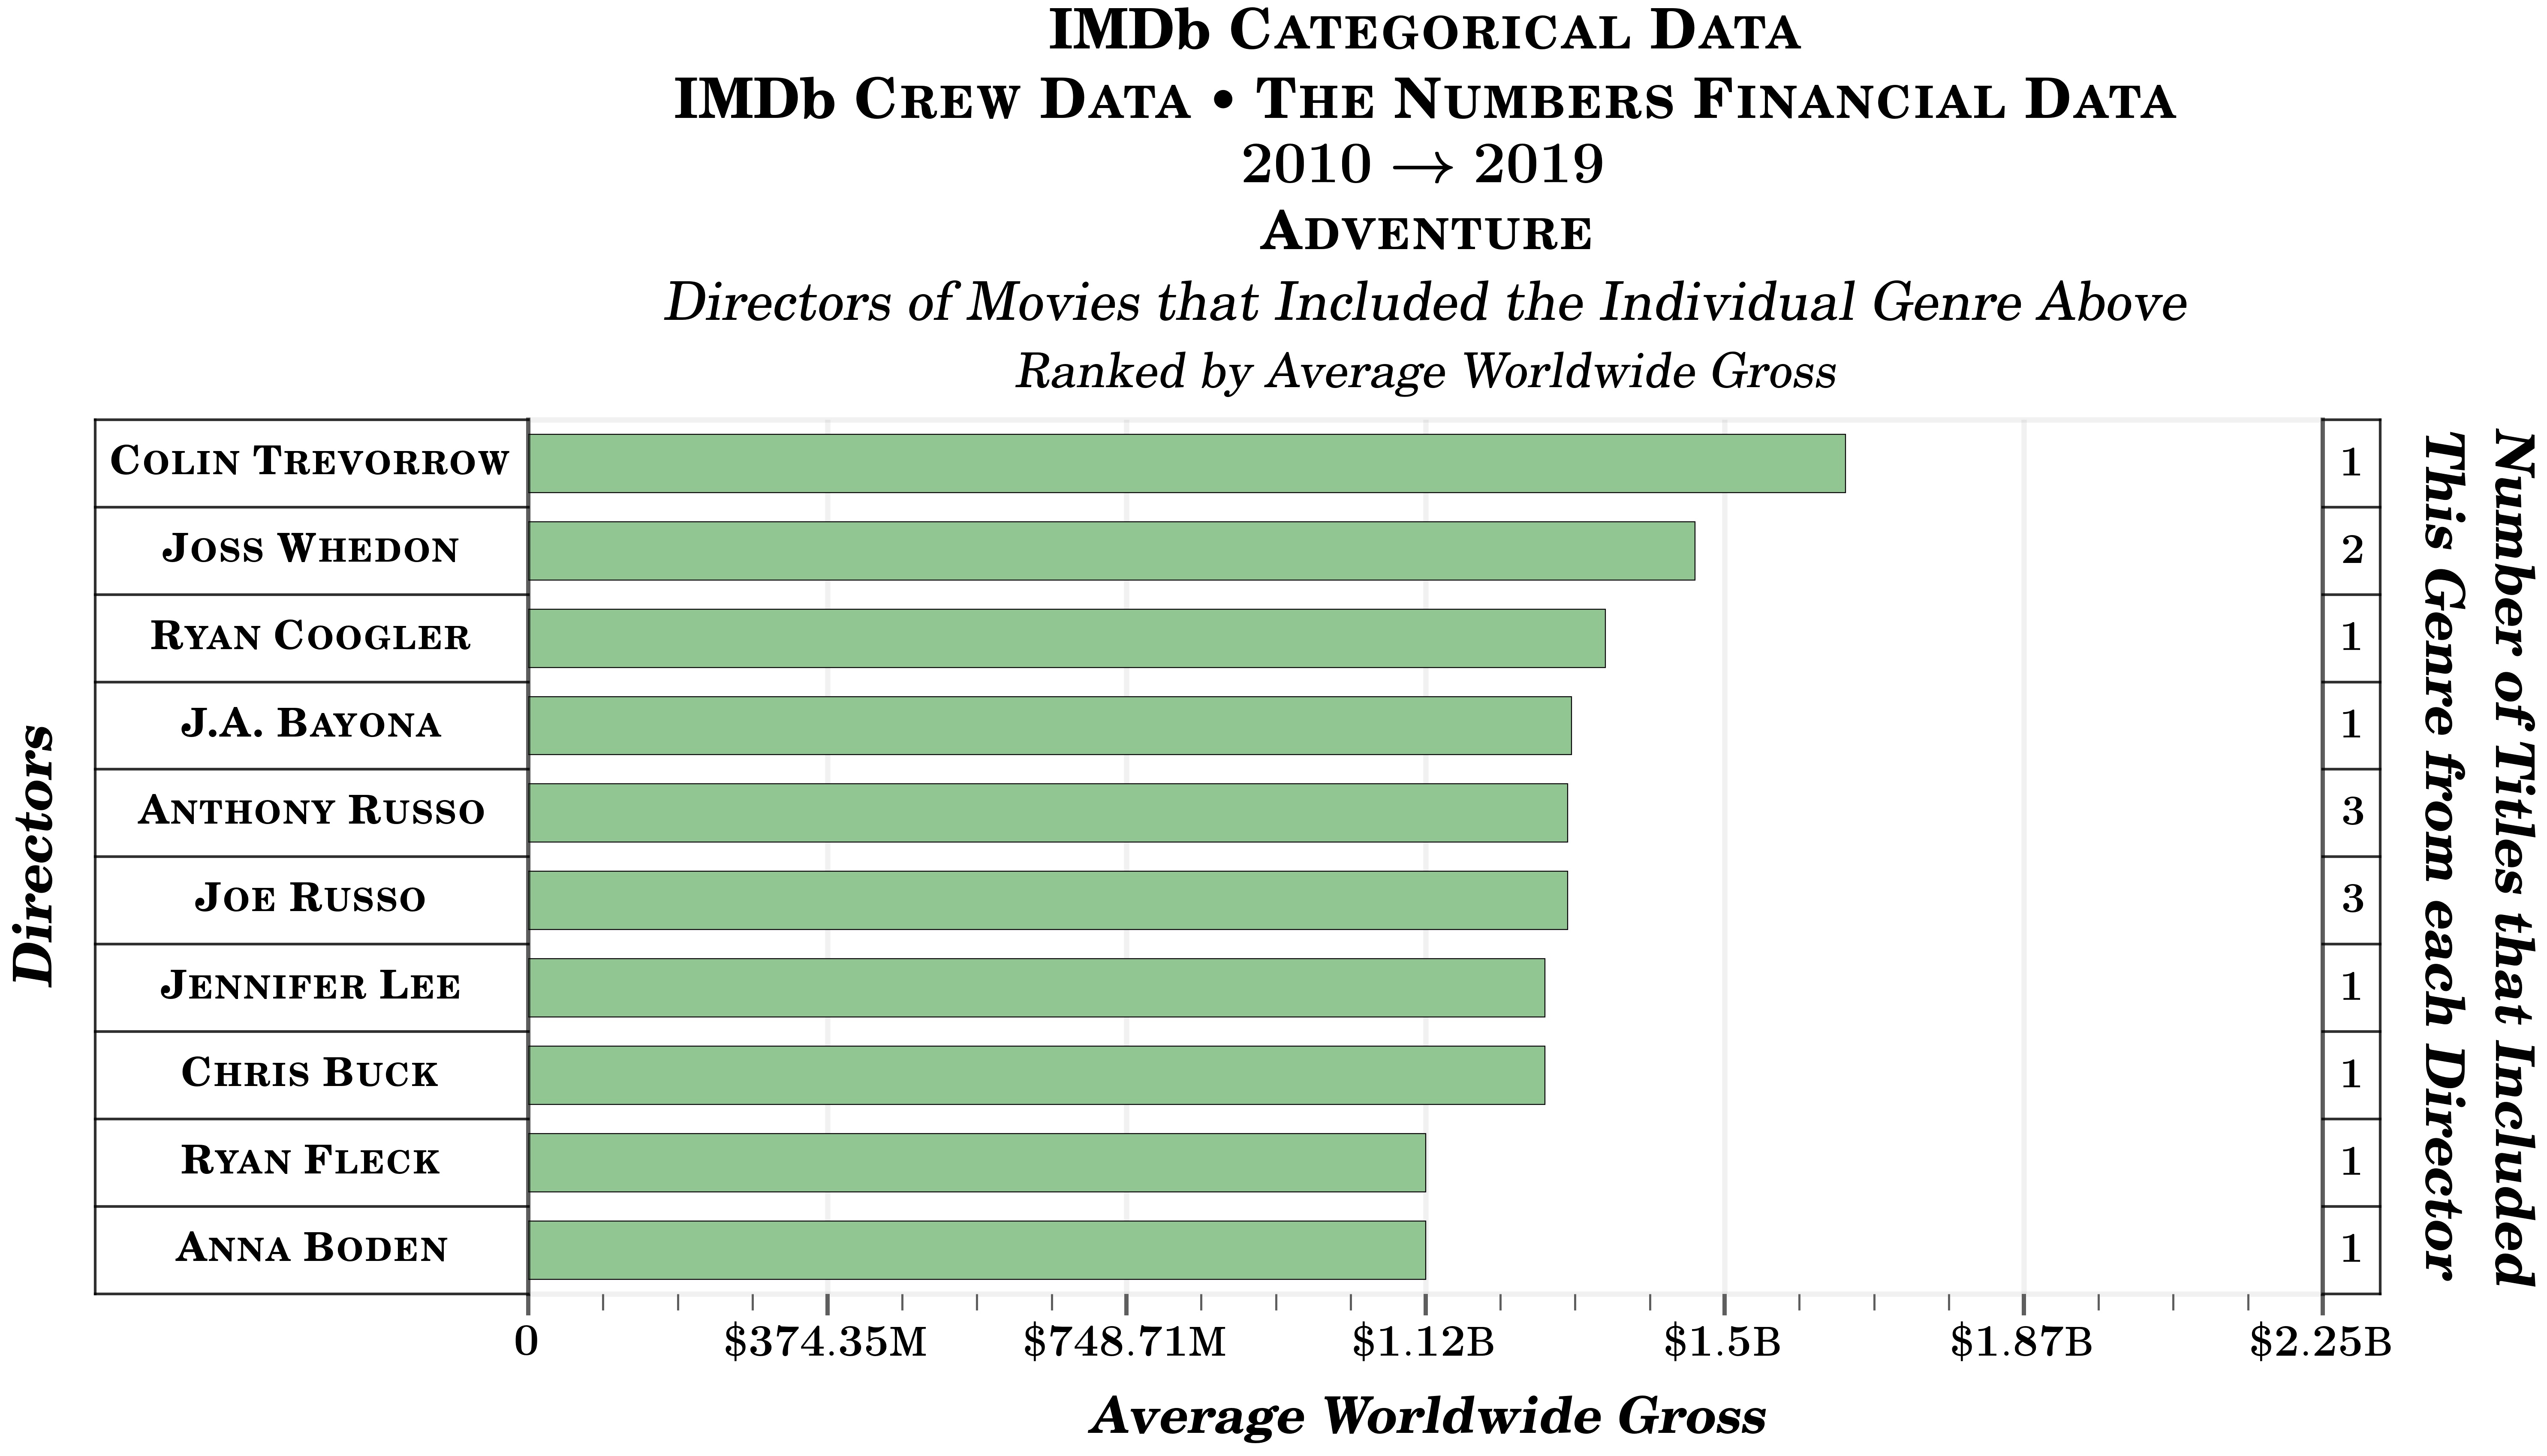 IMDb CATEGORICAL DATA
IMDb CREW DATA • THE NUMBERS FINANCIAL DATA
2010 → 2019
ADVENTURE
Directors of Movies that Included the Individual Genre Above
Ranked by Average Worldwide Gross
Directors
COLIN TREVORROW 1
JOSS WHEDON 2
RYAN COOGLER 1
J.A. BAYONA 1
ANTHONY RUSSO 3
JOE RUSSO 3
JENNIFER LEE 1
CHRIS BUCK 1
RYAN FLECK 1
ANNA BODEN 1
Number of Titles that Included
This Genre from each Director
0 $374.35M $748.71M $1.12B $1.5B $1.87B $2.25B
Average Worldwide Gross